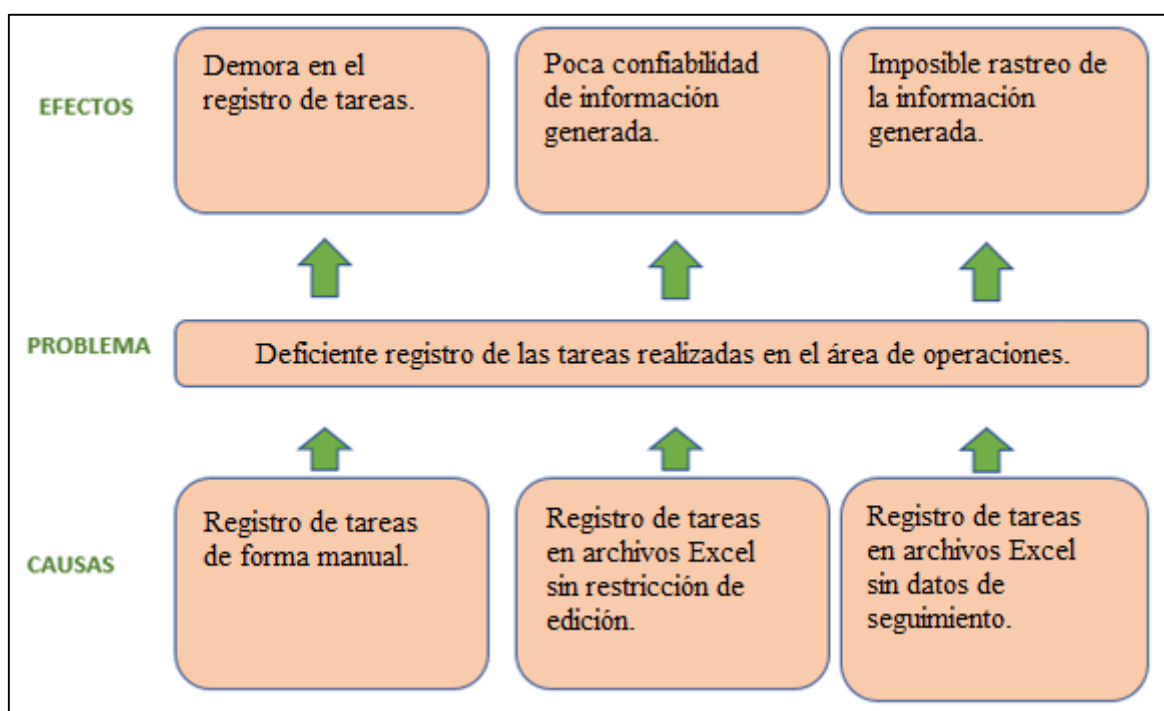 EFECTOS
Demora en el
registro de tareas.
Poca confiabilidad
de información
generada.
Imposible rastreo de
la información
generada.
PROBLEMA
Deficiente registro de las tareas realizadas en el área de operaciones.
CAUSAS
Registro de tareas
de forma manual.
Registro de tareas
en archivos Excel
sin restricción de
edición.
Registro de tareas
en archivos Excel
sin datos de
seguimiento.